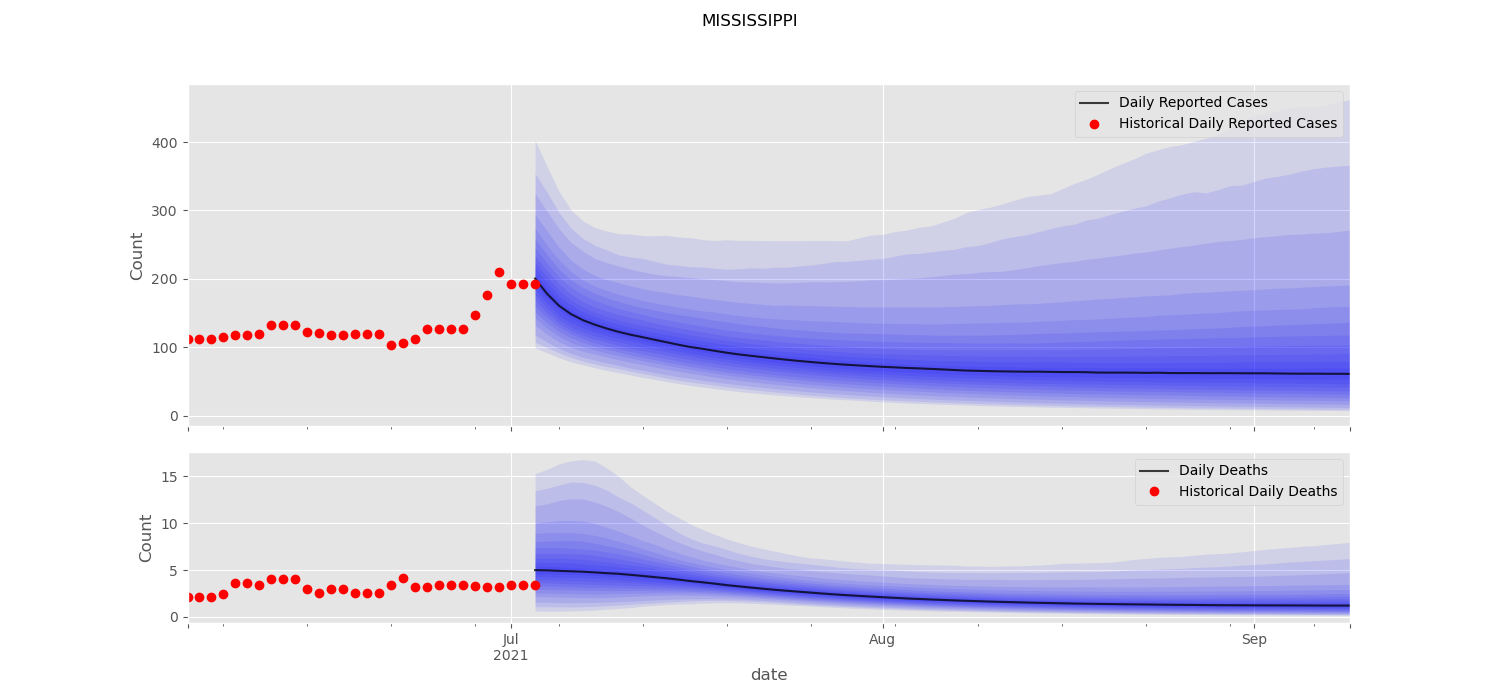 MISSISSIPPI
Daily Reported Cases
Historical Daily Reported Cases
400
300
200
100
0
Count
Daily Deaths
Historical Daily Deaths
15
10
5
0
Count
Jul
2021
Aug
Sep
date